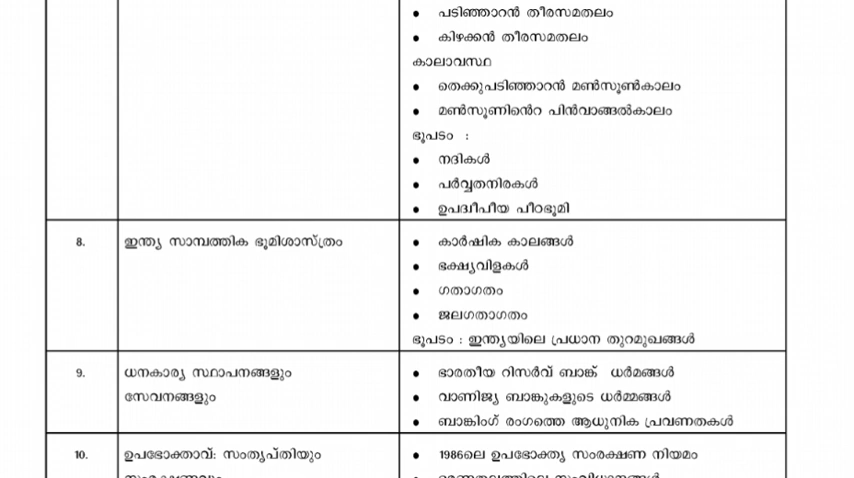 • പടിഞ്ഞാറൻ തീരസമതലം
• കിഴക്കൻ തീരസമതലം
കാലാവസ്ഥ
• തെക്കുപടിഞ്ഞാറൻ മൺസൂൺകാലം
• മൺസൂണിന്റെ പിൻവാങ്ങൽകാലം
ഭൂപടം :
• നദികൾ
• പർവ്വതനിരകൾ
• ഉപദ്വീപീയ പീഠഭൂമി
8. ഇന്ത്യ സാമ്പത്തിക ഭൂമിശാസ്ത്രം • കാർഷിക കാലങ്ങൾ
• ഭക്ഷ്യവിളകൾ
• ഗതാഗതം
• ജലഗതാഗതം
ഭൂപടം : ഇന്ത്യയിലെ പ്രധാന തുറമുഖങ്ങൾ
9. ധനകാര്യ സ്ഥാപനങ്ങളും • ഭാരതീയ റിസർവ് ബാങ്ക് ധർമങ്ങൾ
സേവനങ്ങളും • വാണിജ്യ ബാങ്കുകളുടെ ധർമ്മങ്ങൾ
• ബാങ്കിംഗ് രംഗത്തെ ആധുനിക പ്രവണതകൾ
10. ഉപഭോക്താവ്: സംതൃപ്തിയും • 1986ലെ ഉപഭോക്തൃ സംരക്ഷണ നിയമം